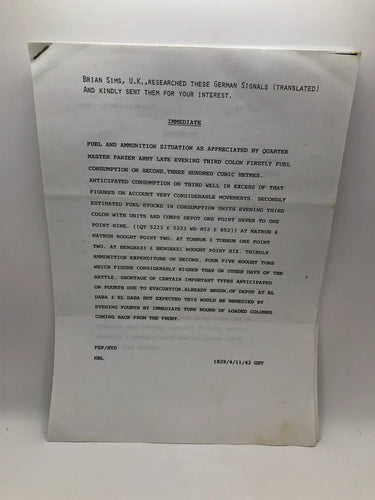 BRIAN SIMS, U.K.,RESEARCHED THESE GERMAN SIGNALS (TRANSLATED)
AND KINDLY SENT THEM FOR YOUR INTEREST.
IMMEDIATE
FUEL AND AMMUNITION SITUATION AS APPRECIATED BY QUARTER
MASTER PANZER ARMY LATE EVENING THIRD COLON FIRSTLY FUEL
CONSUMPTION ON SECOND,THREE HUNDRED CUBIC METRES.
ANTICIPATED CONSUMPTION ON THIRD WELL IN EXCESS OF THAT
FIGURES ON ACCOUNT VERY CONSIDERABLE MOVEMENTS. SECONDLY
ESTIMATED FUEL STOCKS IN CONSUMPTION UNITS EVENING THIRD
COLON WITH UNITS AND CORPS DEPOT ONE POINT SEVEN TO ONE
POINT NINE. ((QT 5223 & 5223 WD 852 & 852)) AT MATRUH &
MATRUH NOUGHT POINT TWO. AT TOBRUK & TOBRUK ONE POINT
TWO. AT BENGHAZI & BENGHAZI POINT SIX. THIRDLY
AMMUNITION EXPENDITURE ON SECOND, FOUR FIVE NOUGHT TONS
WHICH FIGURE CONSIDERABLY HIGHER THAN ON OTHER DAYS OF THE
BATTLE. SHORTAGE OF CERTAIN IMPORTANT TYPES ANTICIPATED
ON FOURTH DUE TO EVACUATION,ALREADY BEGUN,OF DEPOT AT EL
DABA & EL DABA BUT EXPECTED THIS WOULD BE REMEDIED BY
EVENING FOURTH BY IMMEDIATE TURN ROUND OF LOADED COLUMNS
COMING BACK FROM THE FRONT.
HBL 1829/4/11/42 GMT